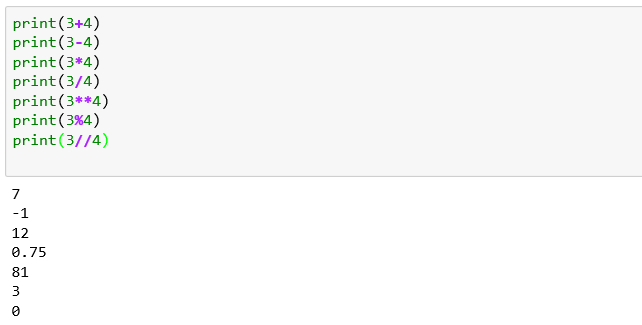 print(3+4)
print(3-4)
print(3*4)
print(3/4)
print(3**4)
print(3%4)
print(3//4)
7
-1
12
0.75
81
3
0